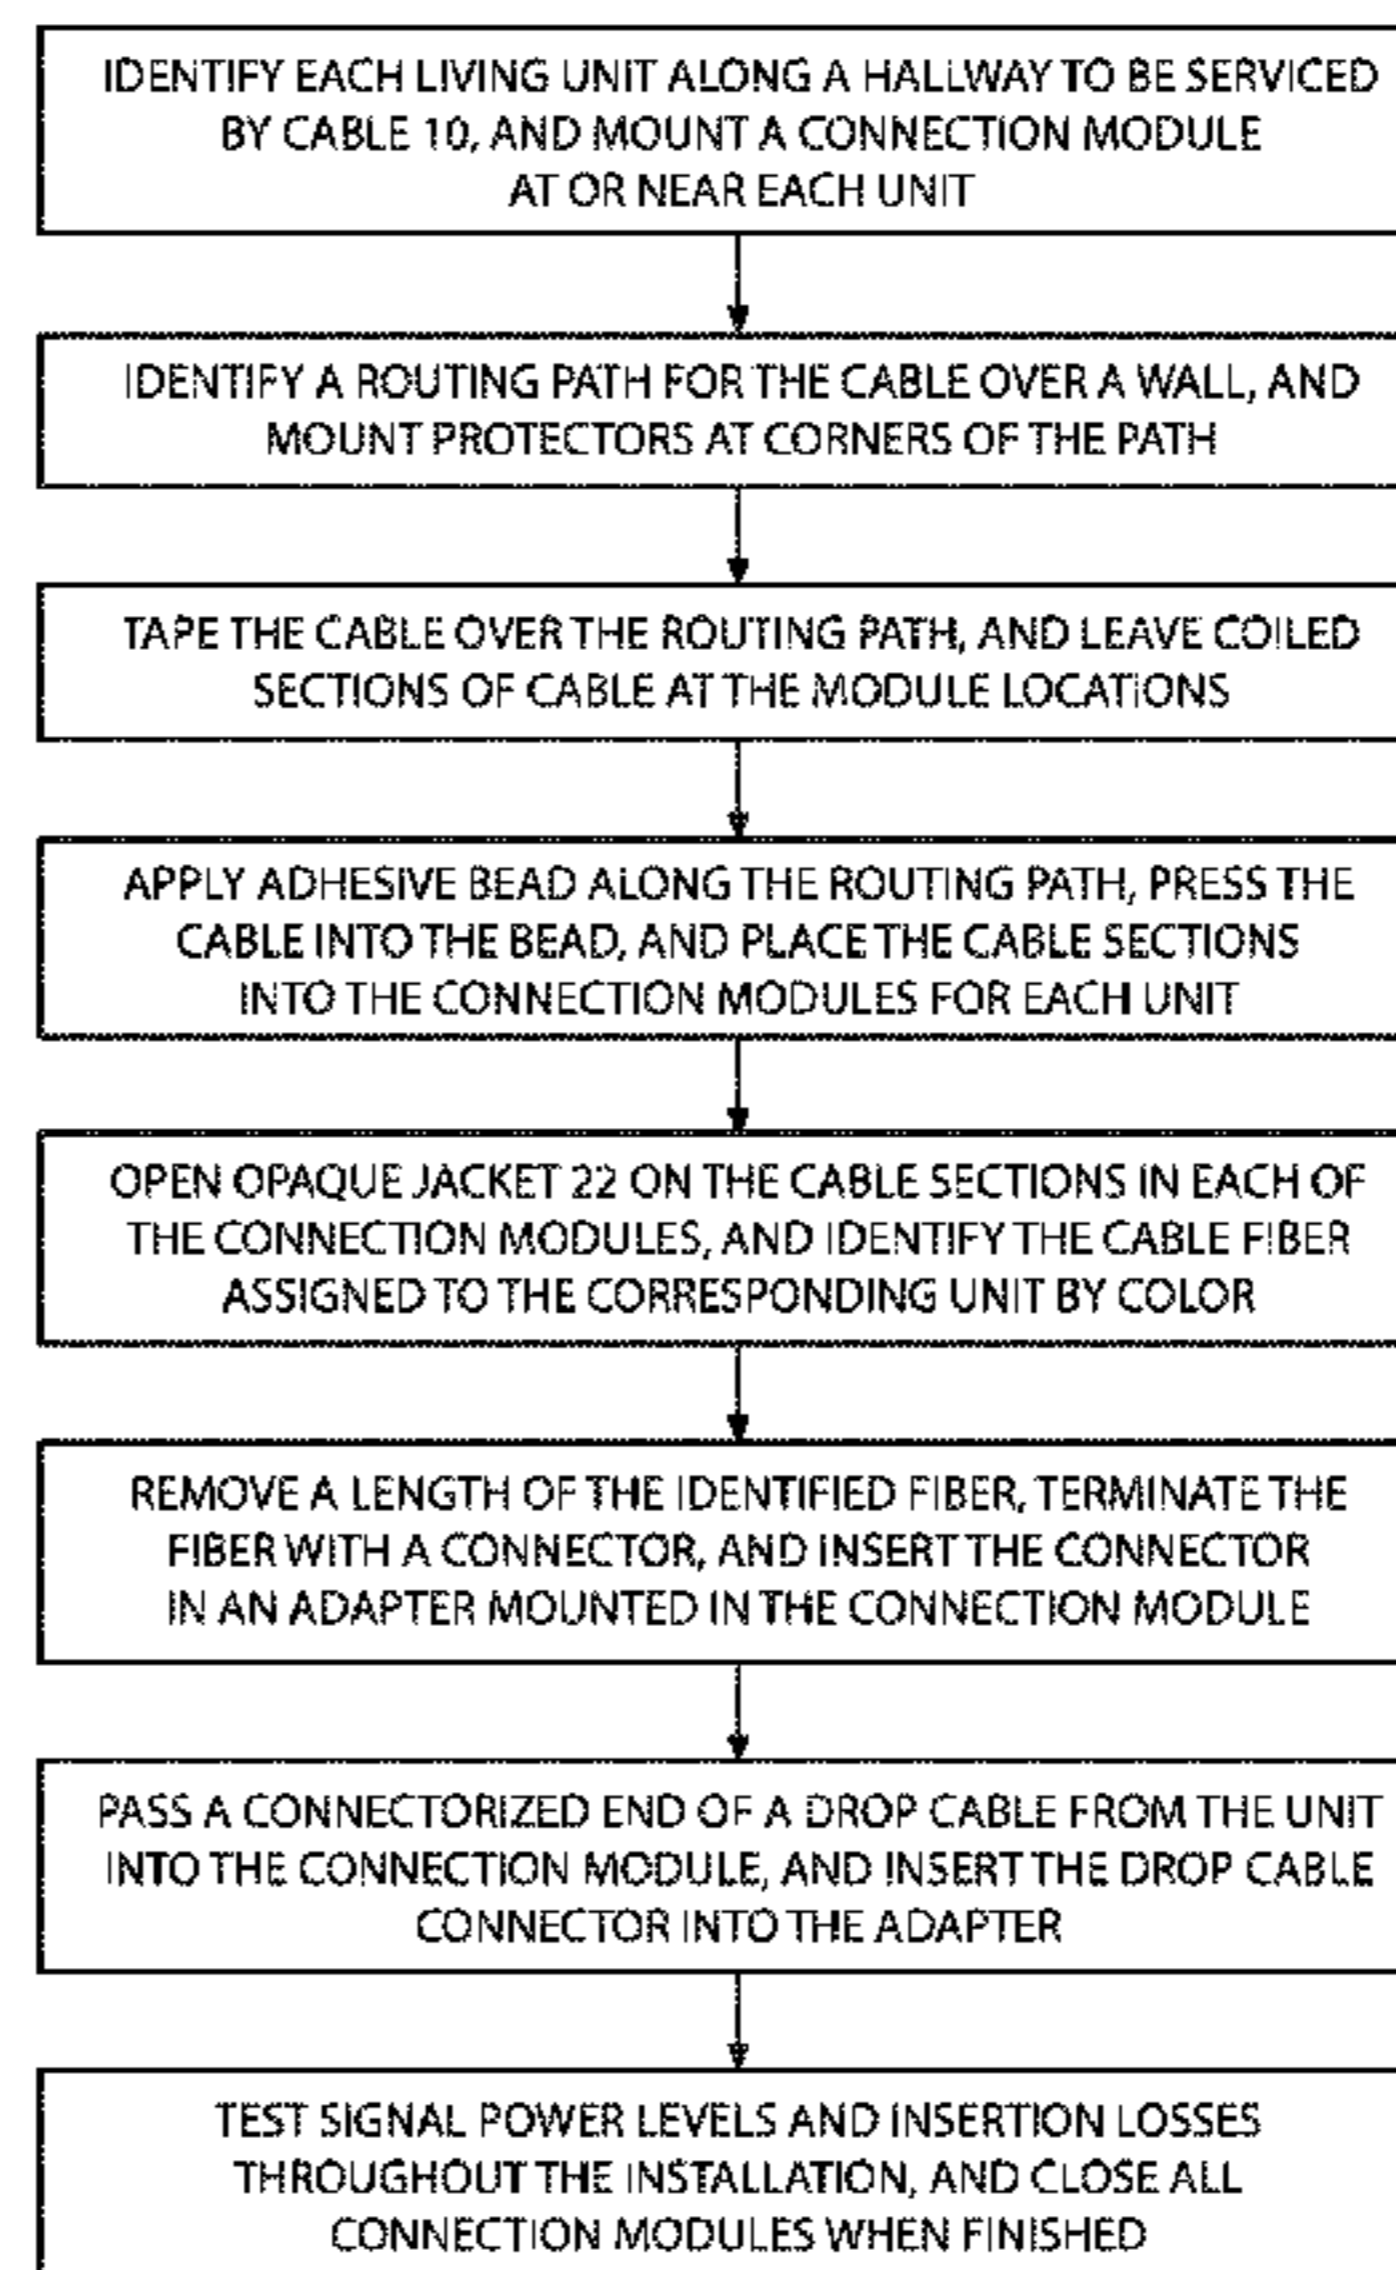 IDENTIFY EACH LIVING UNIT ALONG A HALLWAY TO BE SERVICED
BY CABLE 10, AND MOUNT A CONNECTION MODULE
AT OR NEAR EACH UNIT
IDENTIFY A ROUTING PATH FOR THE CABLE OVER A WALL, AND
MOUNT PROTECTORS AT CORNERS OF THE PATH
TAPE THE CABLE OVER THE ROUTING PATH, AND LEAVE COILED
SECTIONS OF CABLE AT THE MODULE LOCATIONS
APPLY ADHESIVE BEAD ALONG THE ROUTING PATH, PRESS THE
CABLE INTO THE BEAD, AND PLACE THE CABLE SECTIONS
INTO THE CONNECTION MODULES FOR EACH UNIT
OPEN OPAQUE JACKET 22 ON THE CABLE SECTIONS IN EACH OF
THE CONNECTION MODULES, AND IDENTIFY THE CABLE FIBER
ASSIGNED TO THE CORRESPONDING UNIT BY COLOR
REMOVE A LENGTH OF THE IDENTIFIED FIBER, TERMINATE THE
FIBER WITH A CONNECTOR, AND INSERT THE CONNECTOR
IN AN ADAPTER MOUNTED IN THE CONNECTION MODULE
PASS A CONNECTORIZED END OF A DROP CABLE FROM THE UNIT
INTO THE CONNECTION MODULE, AND INSERT THE DROP CABLE
CONNECTOR INTO THE ADAPTER
TEST SIGNAL POWER LEVELS AND INSERTION LOSSES
THROUGHOUT THE INSTALLATION, AND CLOSE ALL
CONNECTION MODULES WHEN FINISHED